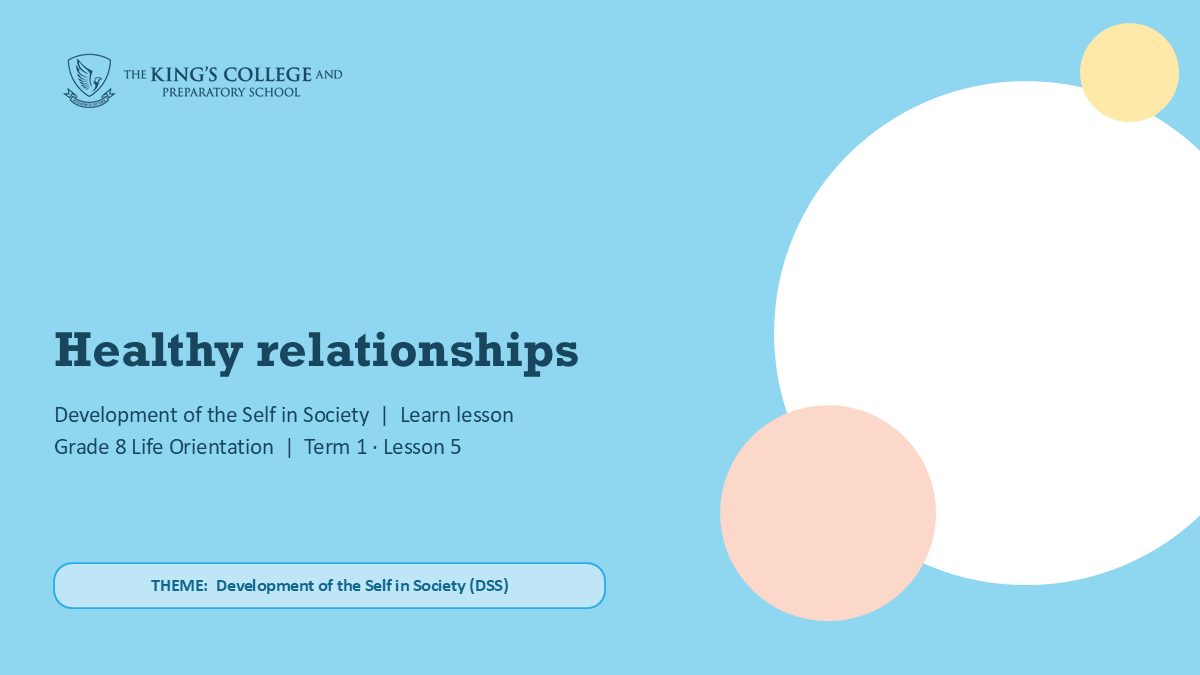 THE KING'S COLLEGE AND
PREPARATORY SCHOOL
Healthy relationships
Development of the Self in Society | Learn lesson
Grade 8 Life Orientation | Term 1 · Lesson 5
THEME: Development of the Self in Society (DSS)